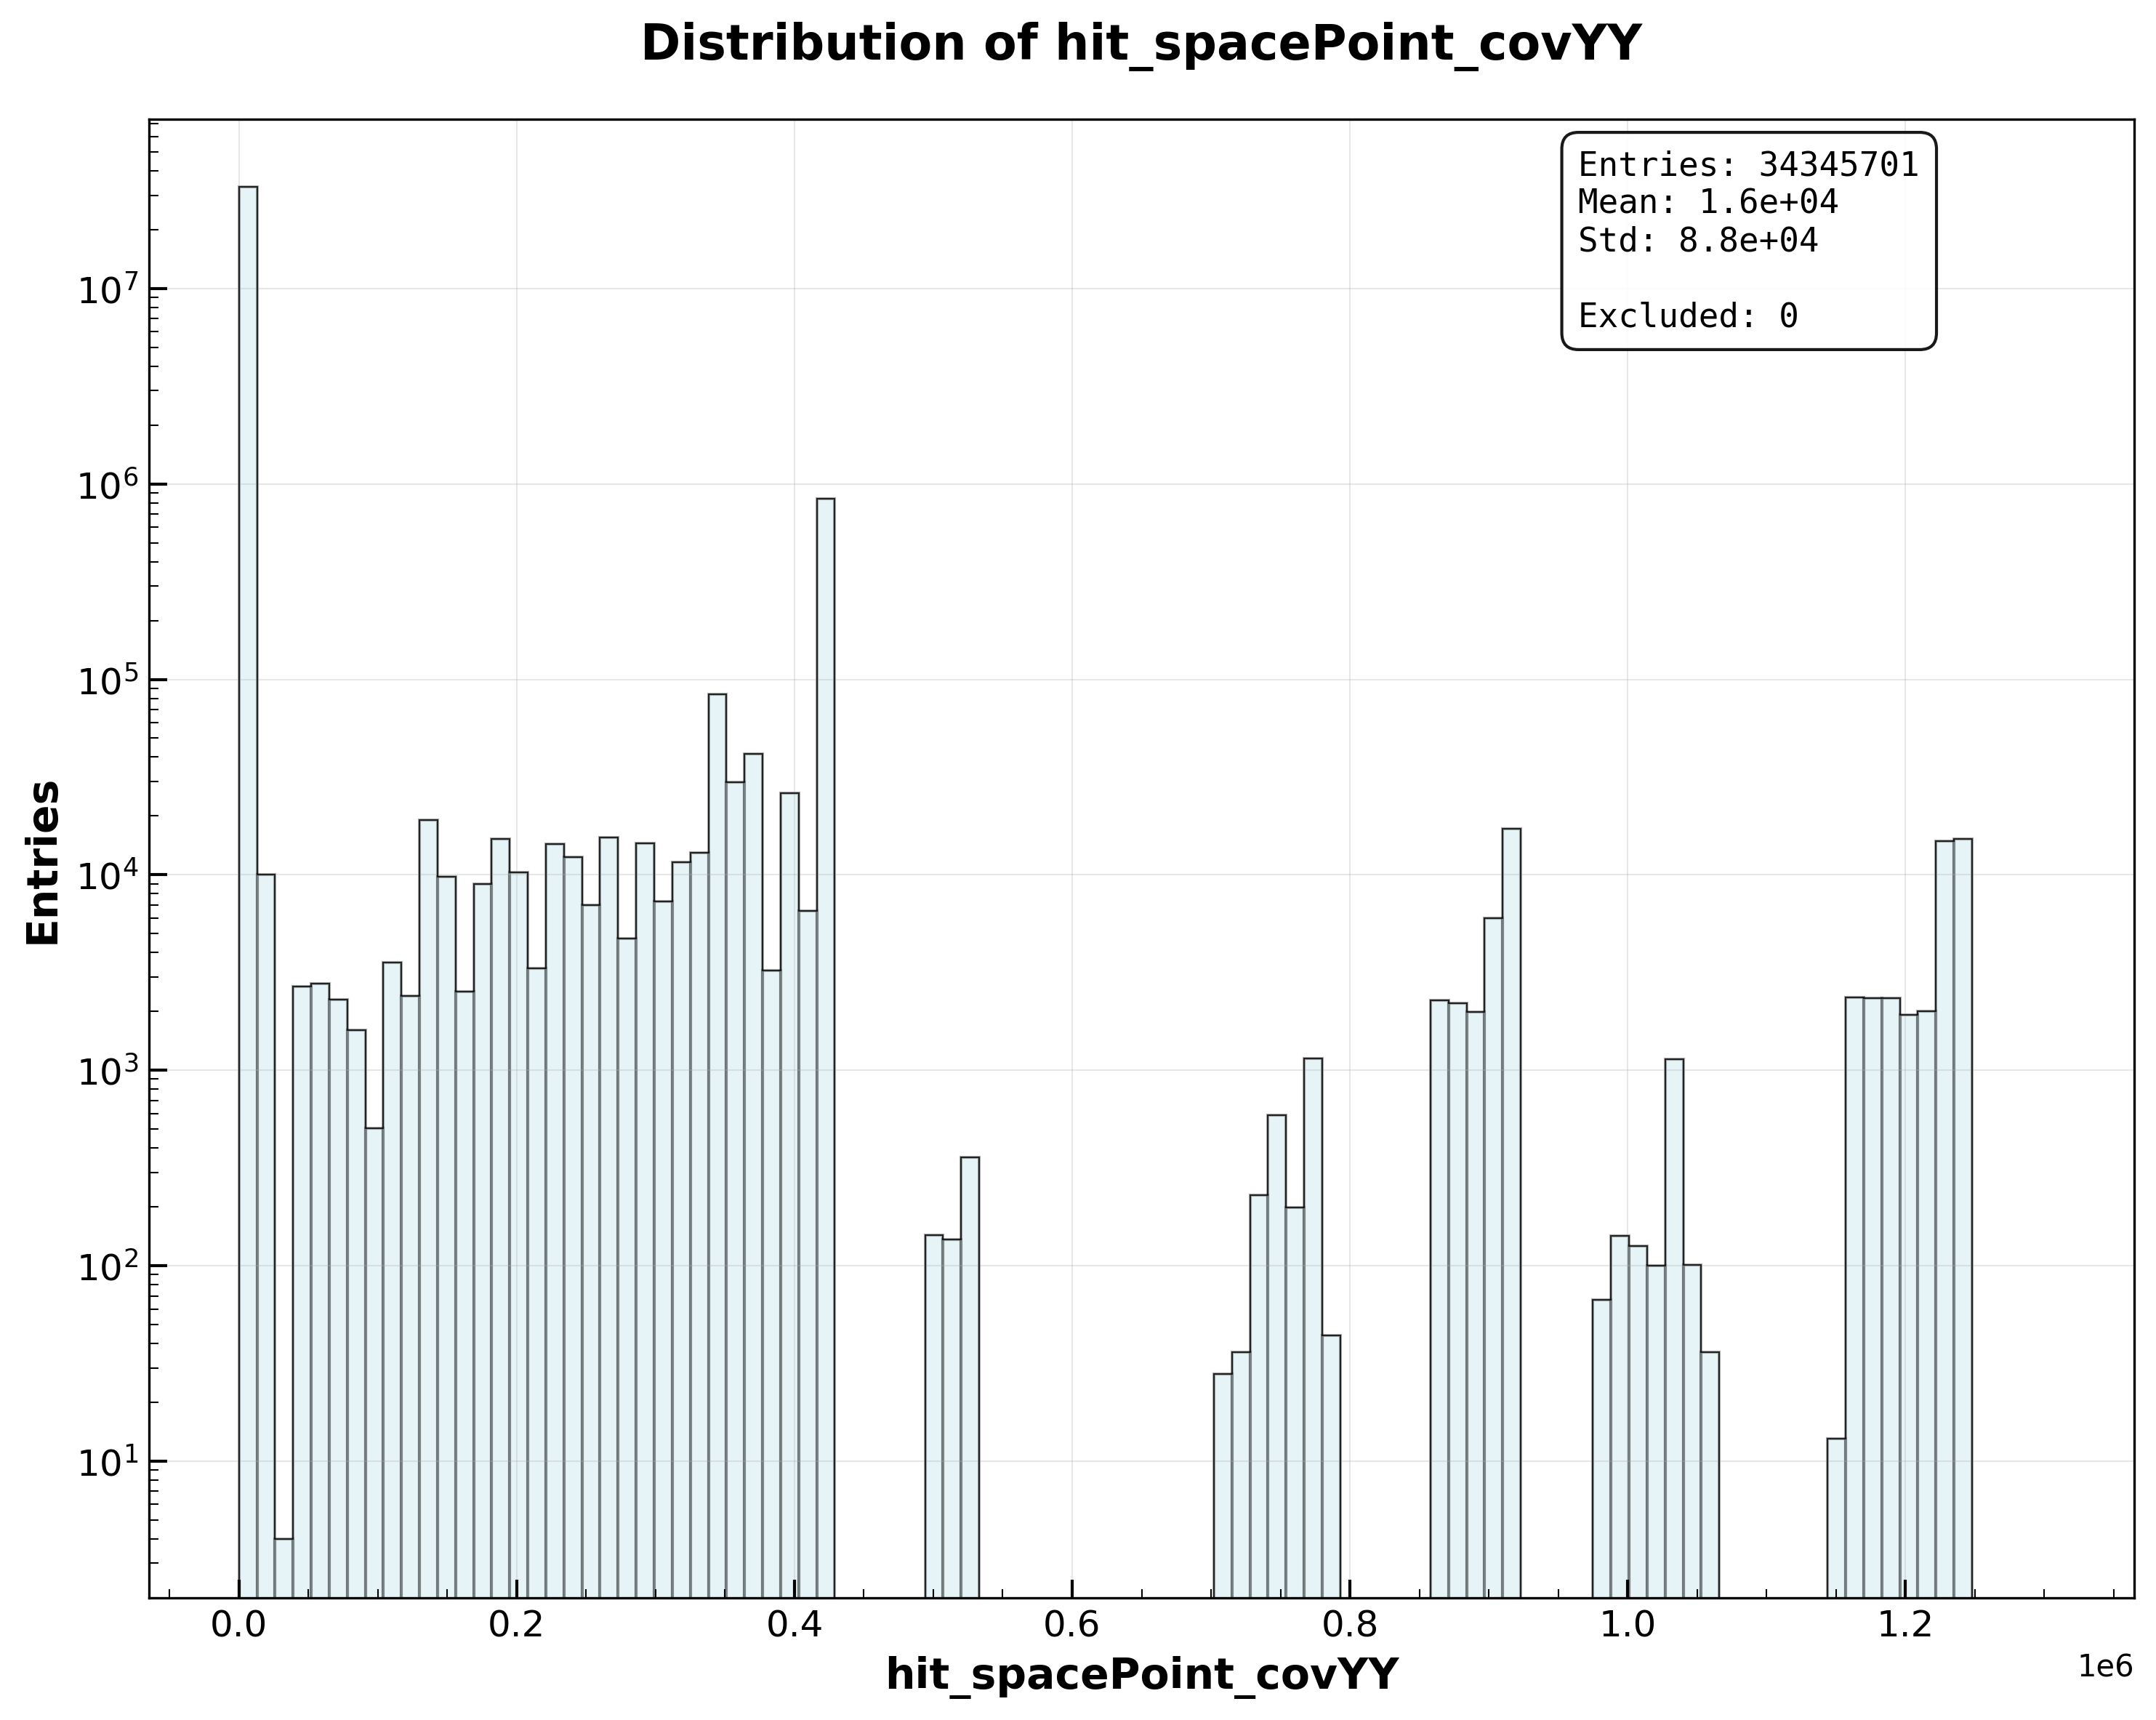 Distribution of hit_spacePoint_covYY
Entries: 34345701
Mean: 1.6e+04
Std: 8.8e+04
Excluded: 0
10^7
10^6
10^5
10^4
10^3
10^2
10^1
Entries
0.0 0.2 0.4 0.6 0.8 1.0 1.2
1e6
hit_spacePoint_covYY